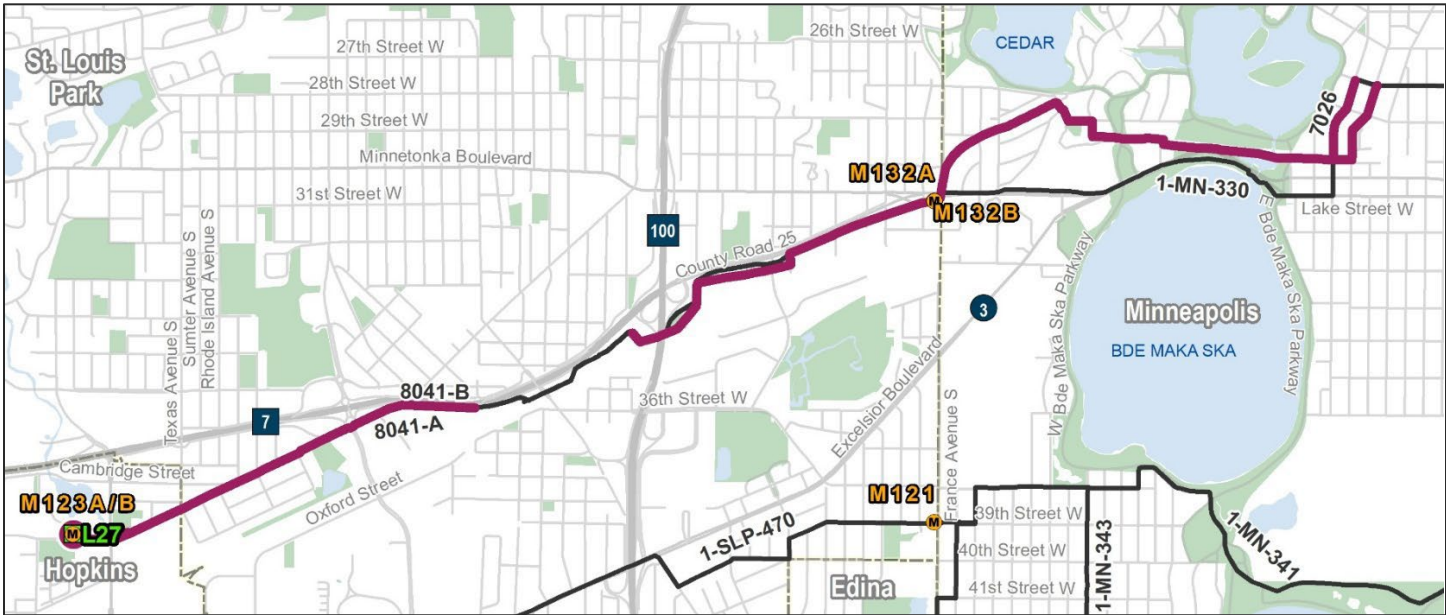 26th Street W
27th Street W
CEDAR
St. Louis
Park
28th Street W
29th Street W
7026
Minnetonka Boulevard
M132A
31st Street W
1-MN-330
M132B
Lake Street W
100
County Road 25
Texas Avenue S
Sumter Avenue S
Rhode Island Avenue S
W Bde Maka Ska Parkway
E Bde Maka Ska Parkway
3
Minneapolis
BDE MAKA SKA
8041-B
36th Street W
7
8041-A
Excelsior Boulevard
France Avenue S
Cambridge Street
Oxford Street
M123A/B
M121
M
L27
M
M
39th Street W
1-SLP-470
1-MN-343
1-MN-341
40th Street W
Hopkins
Edina
41st Street W